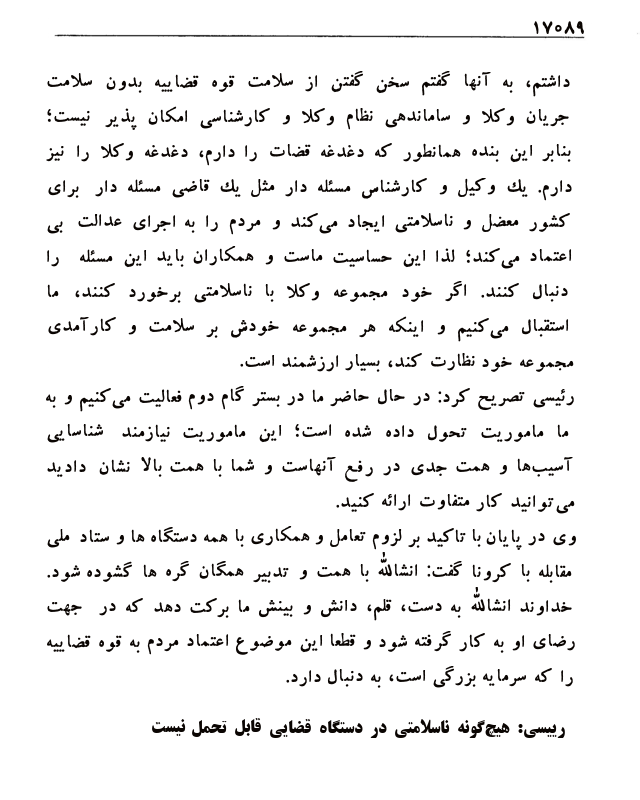 ۱۷۰۸۹
داشتم، به آنها گفتم سخن گفتن از سلامت قوه قضاییه بدون سلامت
جریان وکلا و ساماندهی نظام وکلا و کارشناسی امکان پذیر نیست؛
بنابر این بنده همانطور که دغدغه قضات را دارم، دغدغه وکلا را نیز
دارم. یك وکیل و کارشناس مسئله دار مثل یك قاضی مسئله دار برای
کشور معضل و ناسلامتی ایجاد می‌کند و مردم را به اجرای عدالت بی
اعتماد می‌کند؛ لذا این حساسیت ماست و همکاران باید این مسئله را
دنبال کنند. اگر خود مجموعه وکلا با ناسلامتی برخورد کنند، ما
استقبال می‌کنیم و اینکه هر مجموعه خودش بر سلامت و کارآمدی
مجموعه خود نظارت کند، بسیار ارزشمند است.
رئیسی تصریح کرد: در حال حاضر ما در بستر گام دوم فعالیت می‌کنیم و به
ما ماموریت تحول داده شده است؛ این ماموریت نیازمند شناسایی
آسیب‌ها و همت جدی در رفع آنهاست و شما با همت بالا نشان دادید
می‌توانید کار متفاوت ارائه کنید.
وی در پایان با تاکید بر لزوم تعامل و همکاری با همه دستگاه ها و ستاد ملی
مقابله با کرونا گفت: انشالله با همت و تدبیر همگان گره ها گشوده شود.
خداوند انشالله به دست، قلم، دانش و بینش ما برکت دهد که در جهت
رضای او به کار گرفته شود و قطعا این موضوع اعتماد مردم به قوه قضاییه
را که سرمایه بزرگی است، به دنبال دارد.
رییسی: هیچ‌گونه ناسلامتی در دستگاه قضایی قابل تحمل نیست